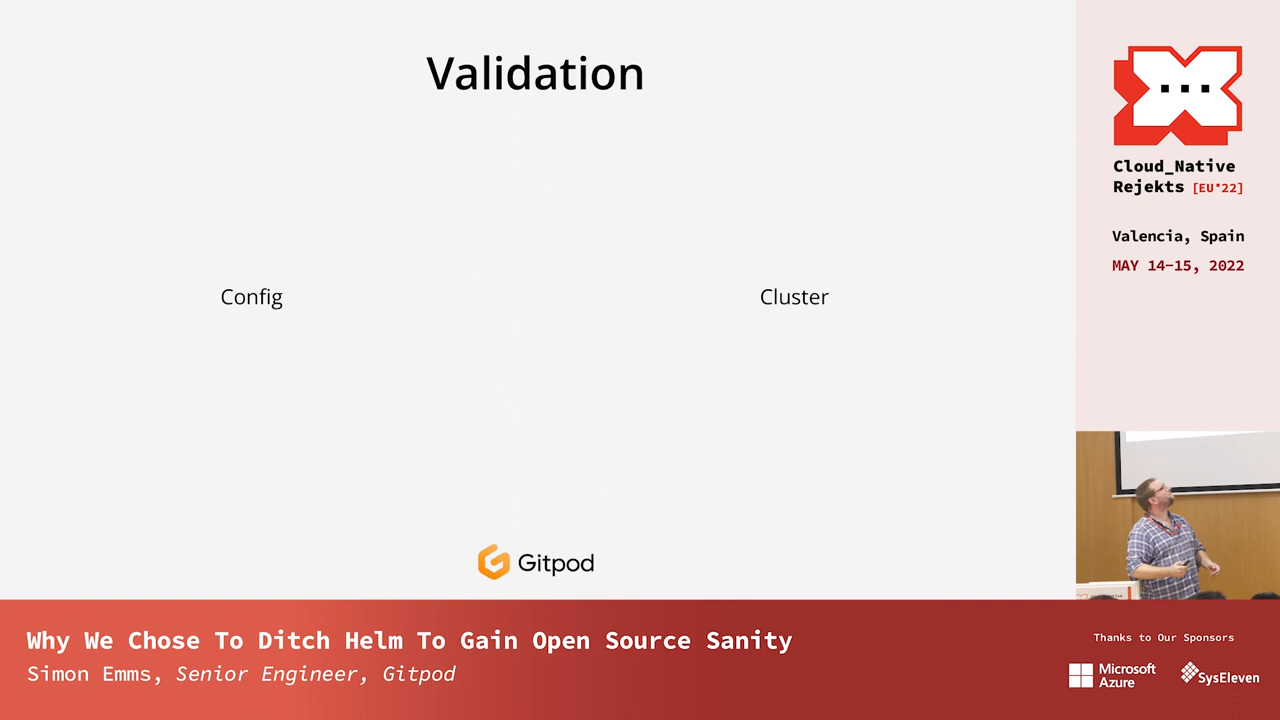 Validation
Config
Cluster
Gitpod
Cloud_Native
Rejekts [EU*22]
Valencia, Spain
MAY 14-15, 2022
Why We Chose To Ditch Helm To Gain Open Source Sanity
Simon Emms, Senior Engineer, Gitpod
Thanks to Our Sponsors
Microsoft
Azure
SysEleven